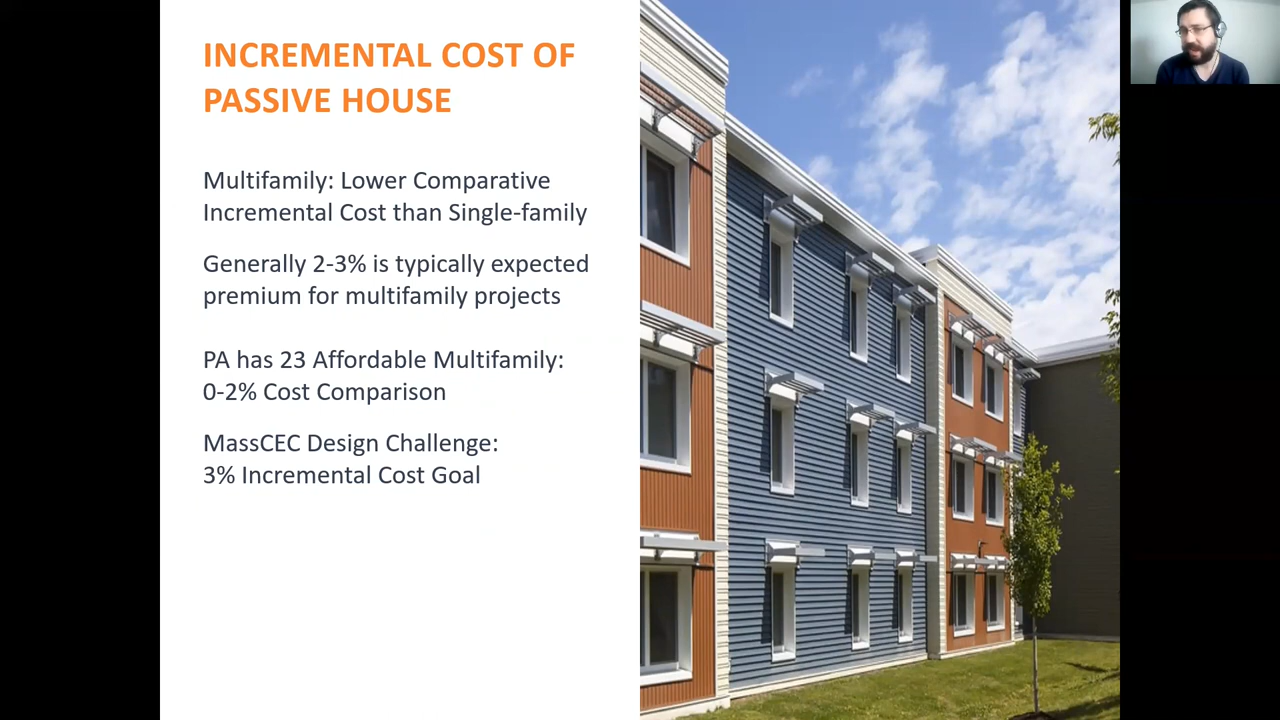 INCREMENTAL COST OF
PASSIVE HOUSE
Multifamily: Lower Comparative
Incremental Cost than Single-family
Generally 2-3% is typically expected
premium for multifamily projects
PA has 23 Affordable Multifamily:
0-2% Cost Comparison
MassCEC Design Challenge:
3% Incremental Cost Goal